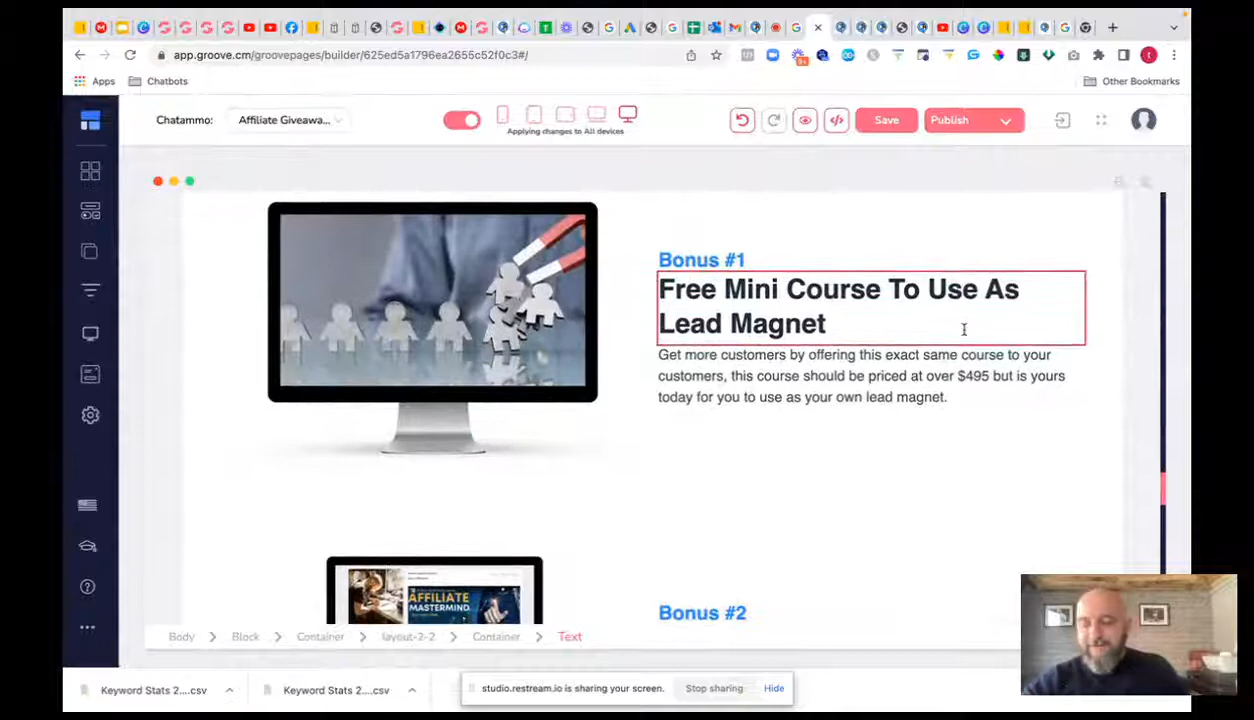 app.groove.cm/groovepages/builder/625ed5a1796ea2655c52f0c3#/
Apps
Chatbots
Other Bookmarks
Chatammo:
Affiliate Giveawa...
Applying changes to All devices
Save
Publish
Bonus #1
Free Mini Course To Use As
Lead Magnet
Get more customers by offering this exact same course to your
customers, this course should be priced at over $495 but is yours
today for you to use as your own lead magnet.
AFFILIATE
MASTERMIND
Bonus #2
Body
Block
Container
layout-2-2
Container
Text
Keyword Stats 2....csv
Keyword Stats 2....csv
studio.restream.io is sharing your screen.
Stop sharing
Hide